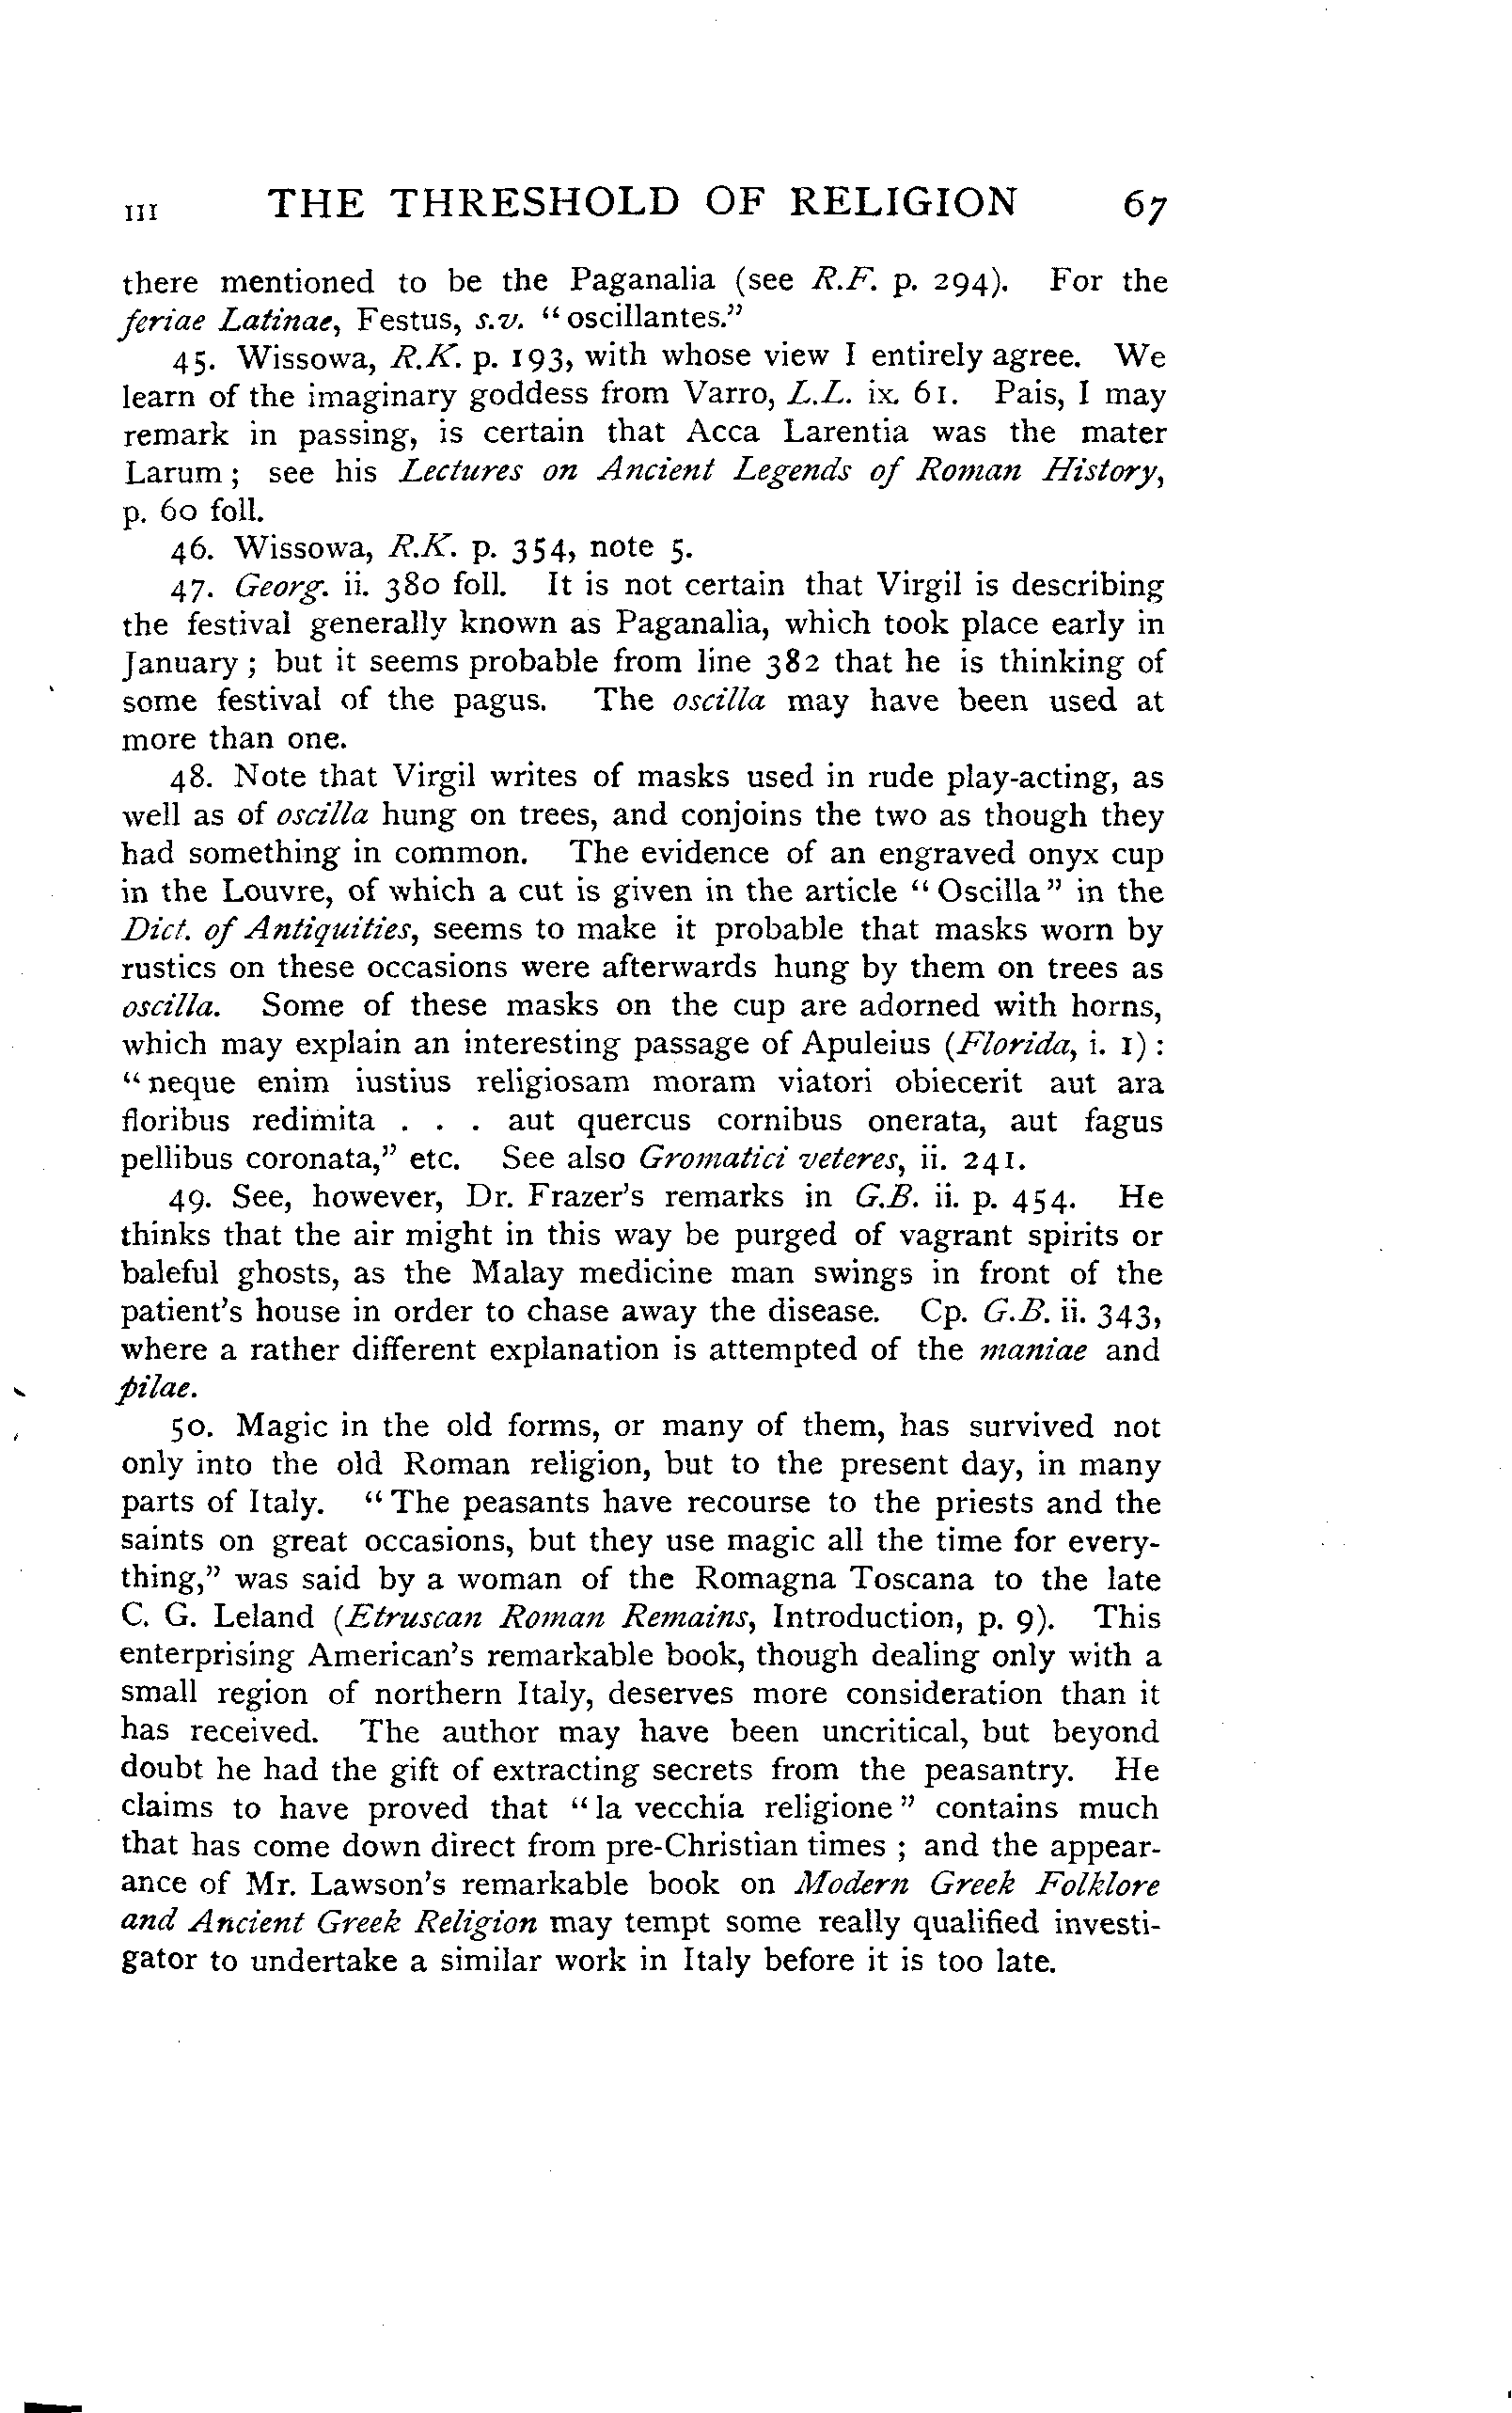 III THE THRESHOLD OF RELIGION 67
there mentioned to be the Paganalia (see R.F. p. 294). For the
feriae Latinae, Festus, s.v. “oscillantes.”
45. Wissowa, R.K. p. 193, with whose view I entirely agree. We
learn of the imaginary goddess from Varro, L.L. ix. 61. Pais, I may
remark in passing, is certain that Acca Larentia was the mater
Larum; see his Lectures on Ancient Legends of Roman History,
p. 60 foll.
46. Wissowa, R.K. p. 354, note 5.
47. Georg. ii. 380 foll. It is not certain that Virgil is describing
the festival generally known as Paganalia, which took place early in
January; but it seems probable from line 382 that he is thinking of
some festival of the pagus. The oscilla may have been used at
more than one.
48. Note that Virgil writes of masks used in rude play-acting, as
well as of oscilla hung on trees, and conjoins the two as though they
had something in common. The evidence of an engraved onyx cup
in the Louvre, of which a cut is given in the article “Oscilla” in the
Dict. of Antiquities, seems to make it probable that masks worn by
rustics on these occasions were afterwards hung by them on trees as
oscilla. Some of these masks on the cup are adorned with horns,
which may explain an interesting passage of Apuleius (Florida, i. 1):
“neque enim iustius religiosam moram viatori obiecerit aut ara
floribus redimita . . . aut quercus cornibus onerata, aut fagus
pellibus coronata,” etc. See also Gromatici veteres, ii. 241.
49. See, however, Dr. Frazer’s remarks in G.B. ii. p. 454. He
thinks that the air might in this way be purged of vagrant spirits or
baleful ghosts, as the Malay medicine man swings in front of the
patient’s house in order to chase away the disease. Cp. G.B. ii. 343,
where a rather different explanation is attempted of the maniae and
pilae.
50. Magic in the old forms, or many of them, has survived not
only into the old Roman religion, but to the present day, in many
parts of Italy. “The peasants have recourse to the priests and the
saints on great occasions, but they use magic all the time for every-
thing,” was said by a woman of the Romagna Toscana to the late
C. G. Leland (Etruscan Roman Remains, Introduction, p. 9). This
enterprising American’s remarkable book, though dealing only with a
small region of northern Italy, deserves more consideration than it
has received. The author may have been uncritical, but beyond
doubt he had the gift of extracting secrets from the peasantry. He
claims to have proved that “la vecchia religione” contains much
that has come down direct from pre-Christian times; and the appear-
ance of Mr. Lawson’s remarkable book on Modern Greek Folklore
and Ancient Greek Religion may tempt some really qualified investi-
gator to undertake a similar work in Italy before it is too late.